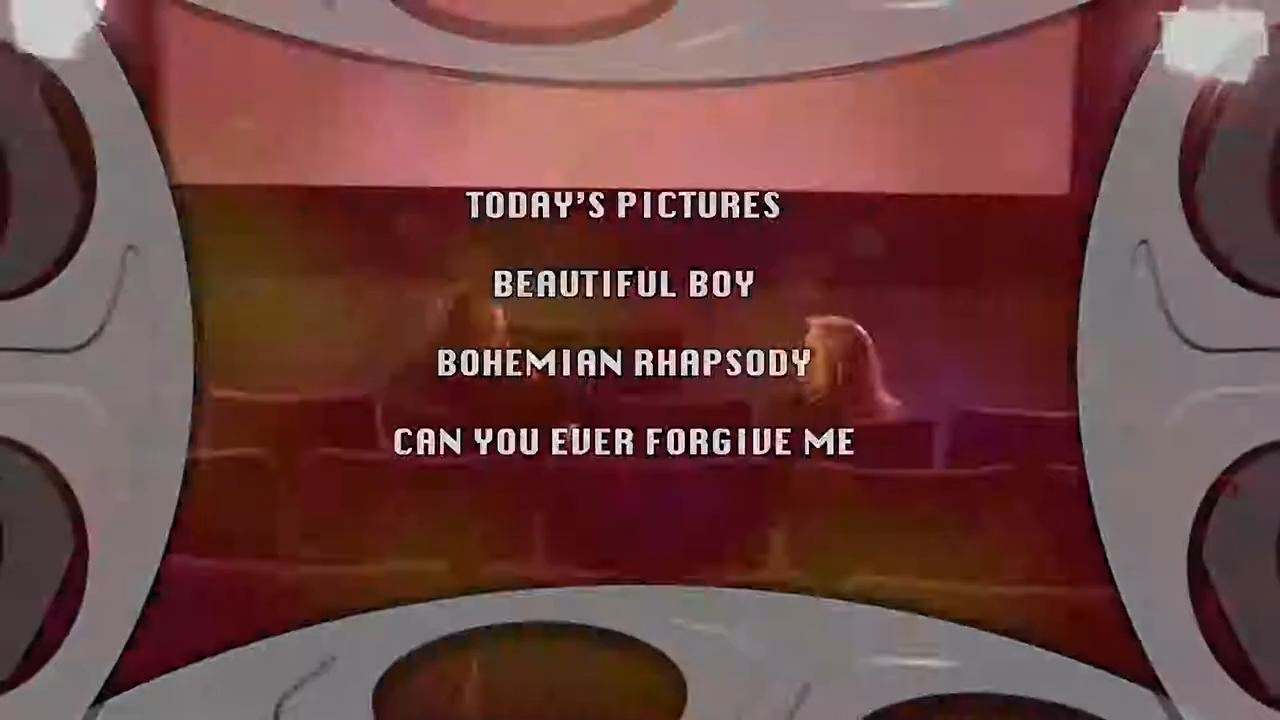 TODAY'S PICTURES
BEAUTIFUL BOY
BOHEMIAN RHAPSODY
CAN YOU EVER FORGIVE ME